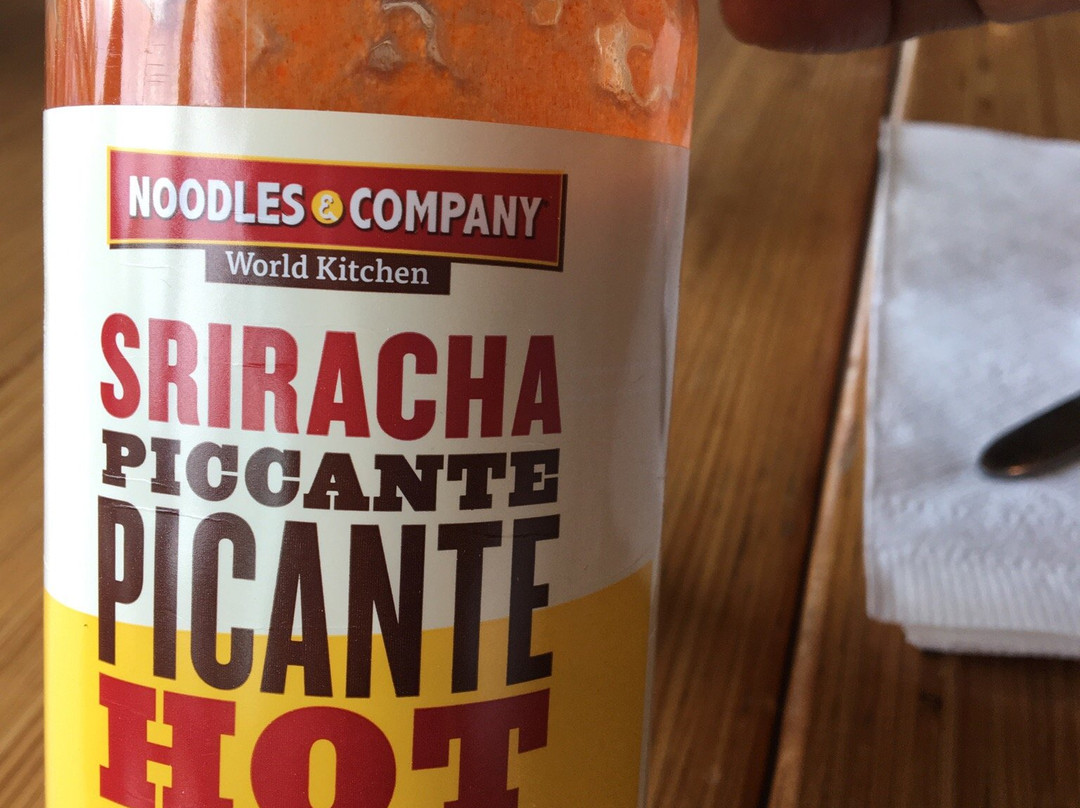 NOODLES & COMPANY
World Kitchen
SRIRACHA
PICCANTE
PICANTE
HOT